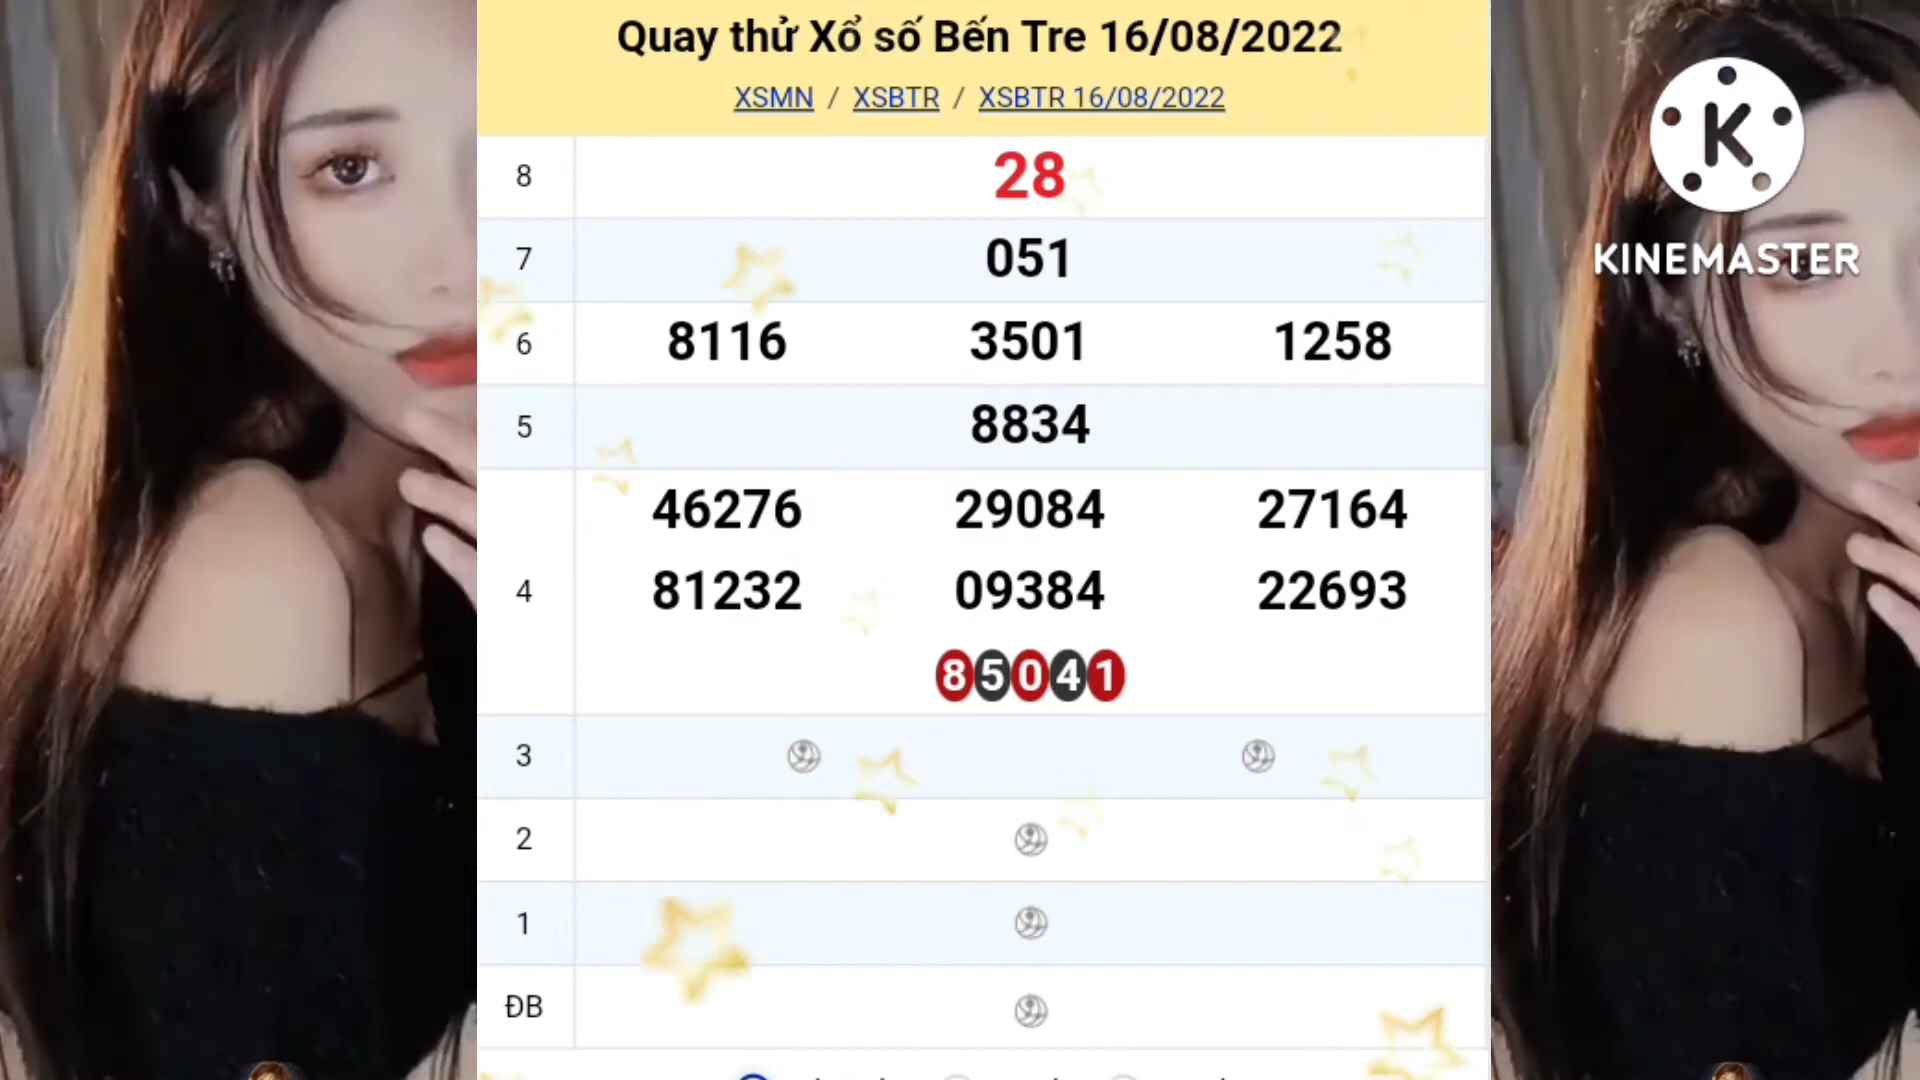 Quay thử Xổ số Bến Tre 16/08/2022
XSMN / XSBTR / XSBTR 16/08/2022
K
KINEMASTER
8 28
7 051
6 8116 3501 1258
5 8834
46276 29084 27164
4 81232 09384 22693
85041
3
2
1
ĐB